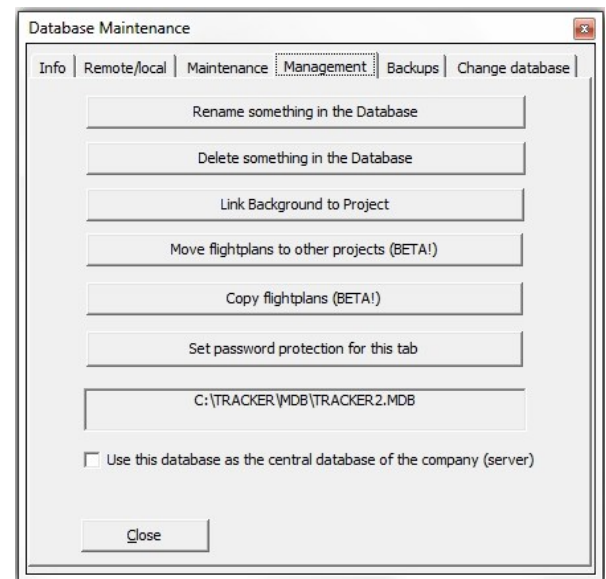 Database Maintenance
Info Remote/local Maintenance Management Backups Change database
Rename something in the Database
Delete something in the Database
Link Background to Project
Move flightplans to other projects (BETA!)
Copy flightplans (BETA!)
Set password protection for this tab
C:\TRACKER\MDB\TRACKER2.MDB
Use this database as the central database of the company (server)
Close